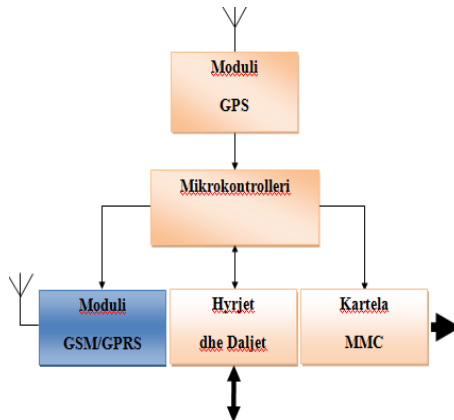 Moduli
GPS
Mikrokontrolleri
Moduli
GSM/GPRS
Hyrjet
dhe Daljet
Kartela
MMC